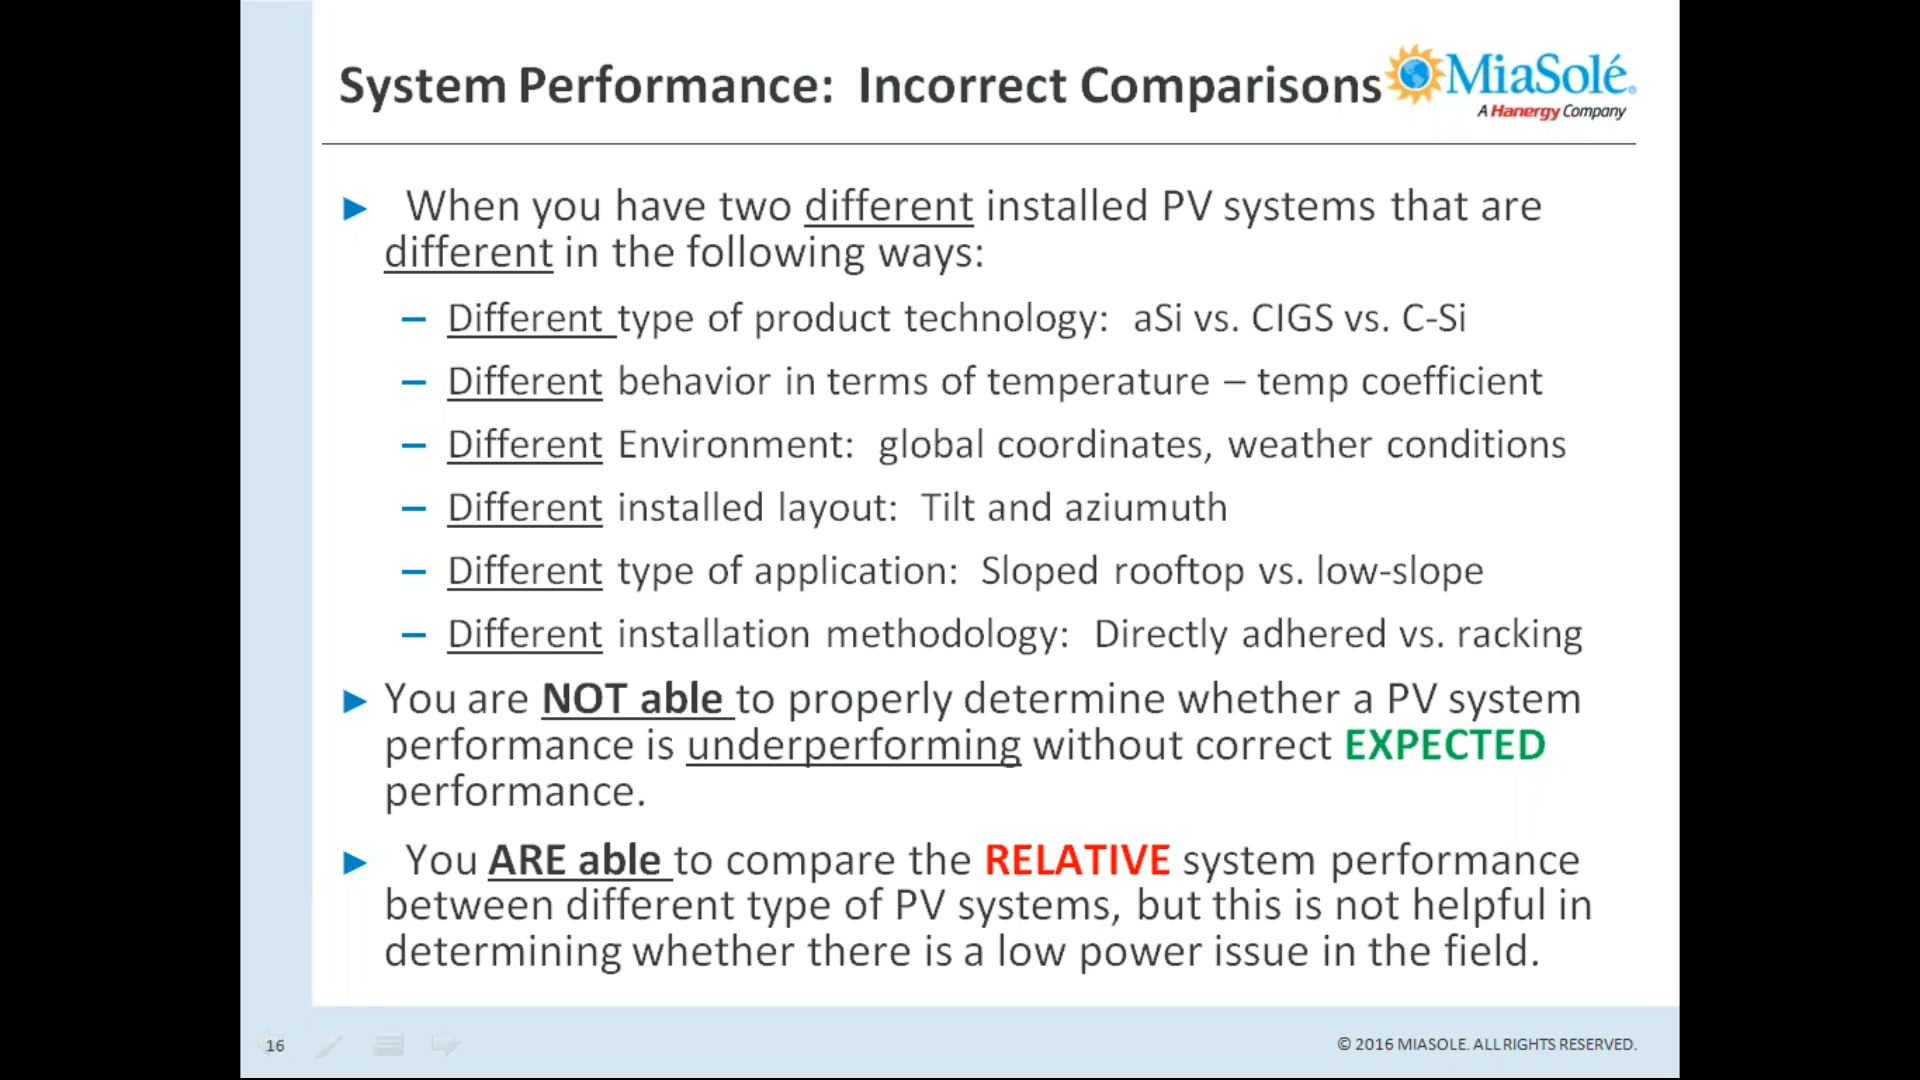 System Performance:  Incorrect Comparisons
MiaSolé®
A Hanergy Company
► When you have two different installed PV systems that are
different in the following ways:
– Different type of product technology:  aSi vs. CIGS vs. C-Si
– Different behavior in terms of temperature – temp coefficient
– Different Environment:  global coordinates, weather conditions
– Different installed layout:  Tilt and aziumuth
– Different type of application:  Sloped rooftop vs. low-slope
– Different installation methodology:  Directly adhered vs. racking
► You are NOT able to properly determine whether a PV system
performance is underperforming without correct EXPECTED
performance.
► You ARE able to compare the RELATIVE system performance
between different type of PV systems, but this is not helpful in
determining whether there is a low power issue in the field.
16
© 2016 MIASOLE. ALL RIGHTS RESERVED.